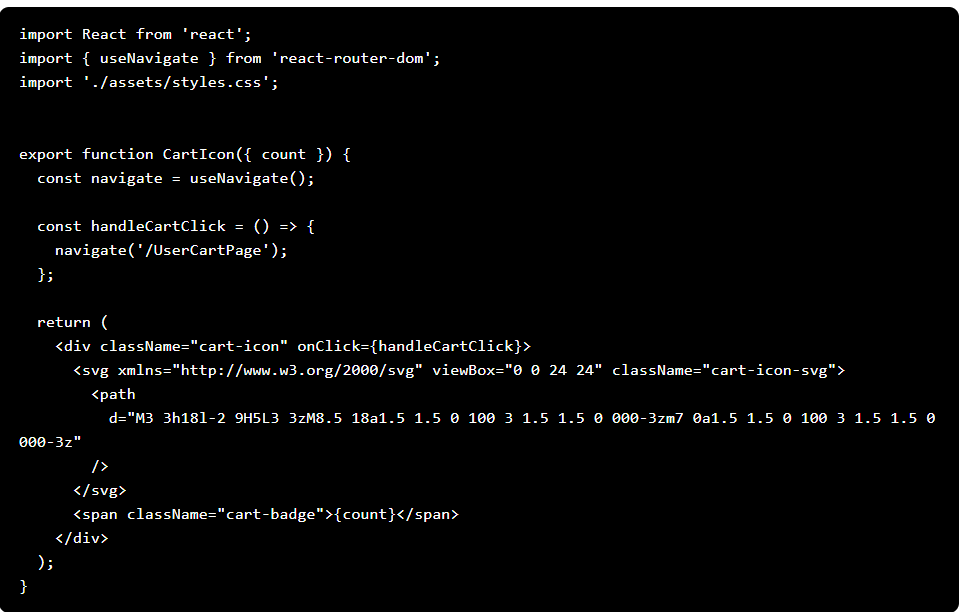 import React from 'react';
import { useNavigate } from 'react-router-dom';
import './assets/styles.css';
export function CartIcon({ count }) {
  const navigate = useNavigate();
  const handleCartClick = () => {
    navigate('/UserCartPage');
  };
  return (
    <div className="cart-icon" onClick={handleCartClick}>
      <svg xmlns="http://www.w3.org/2000/svg" viewBox="0 0 24 24" className="cart-icon-svg">
        <path
          d="M3 3h18l-2 9H5L3 3zM8.5 18a1.5 1.5 0 100 3 1.5 1.5 0 000-3zm7 0a1.5 1.5 0 100 3 1.5 1.5 0
000-3z"
        />
      </svg>
      <span className="cart-badge">{count}</span>
    </div>
  );
}